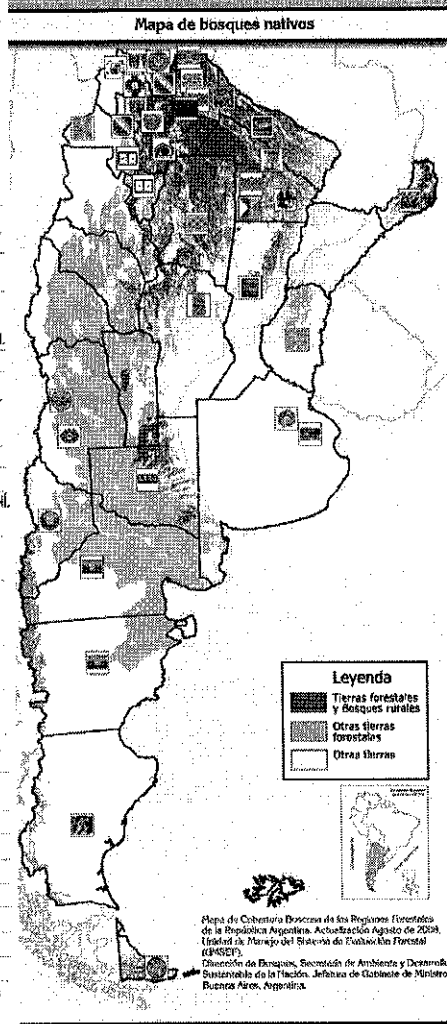 Mapa de bosques nativos
Leyenda
Tierras forestales
y Bosques rurales
Otras tierras
forestales
Otras tierras
Mapa de Cobertura Boscosa de las Regiones Forestales
de la República Argentina. Actualización Agosto de 2004,
Unidad de Manejo del Sistema de Evaluación Forestal
(UMSEF).
Dirección de Bosques, Secretaría de Ambiente y Desarrollo
Sustentable de la Nación. Jefatura de Gabinete de Ministro
Buenos Aires, Argentina.